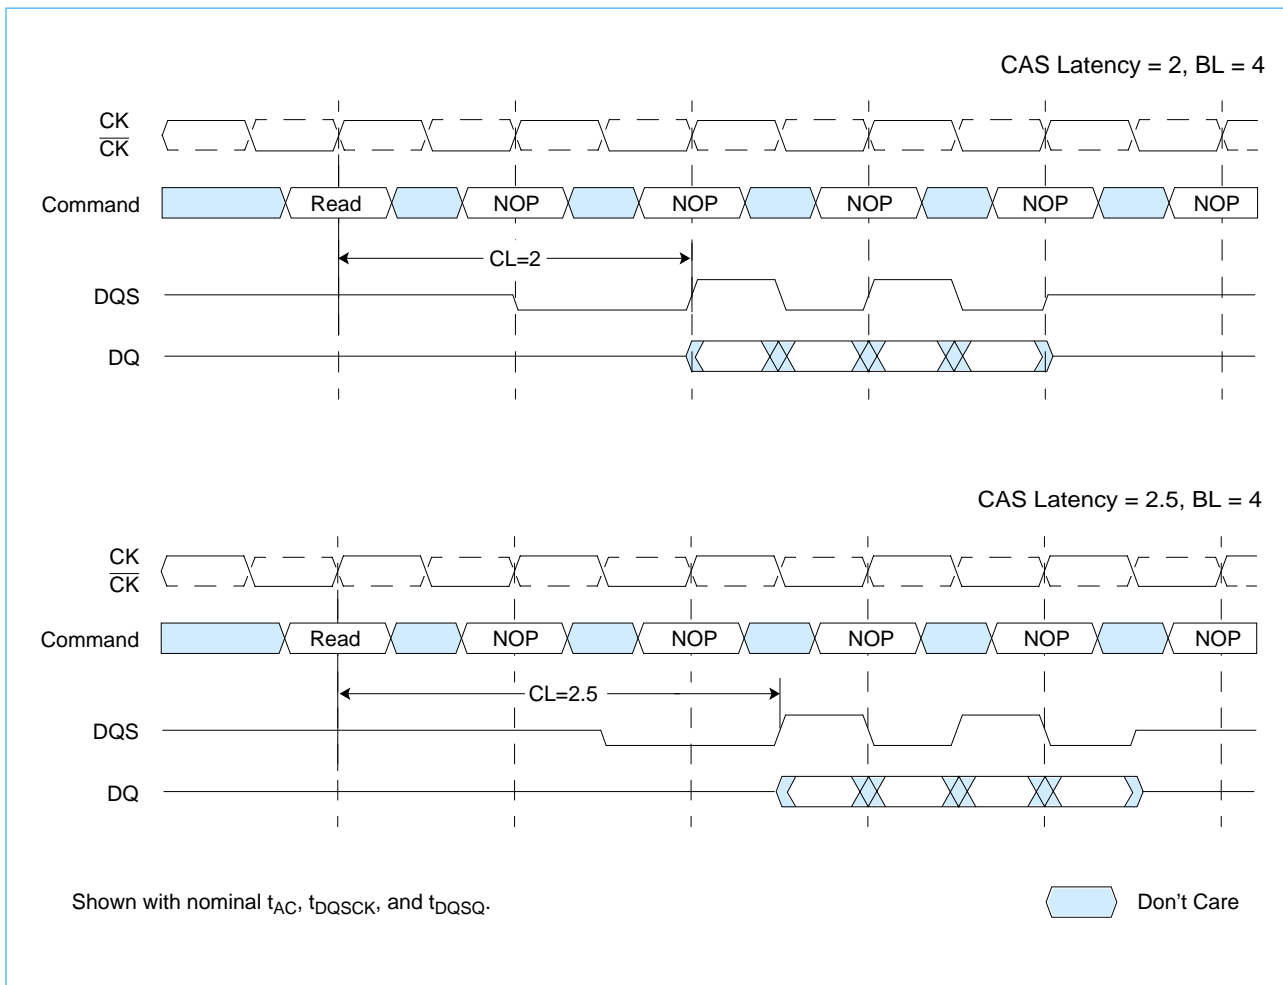 CAS Latency = 2, BL = 4
CK
CK
Command
Read
NOP
NOP
NOP
NOP
NOP
CL=2
DQS
DQ
CAS Latency = 2.5, BL = 4
CK
CK
Command
Read
NOP
NOP
NOP
NOP
NOP
CL=2.5
DQS
DQ
Shown with nominal tAC, tDQSCK, and tDQSQ.
Don't Care